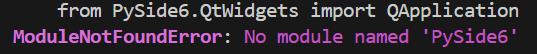 from PySide6.QtWidgets import QApplication
ModuleNotFoundError: No module named 'PySide6'